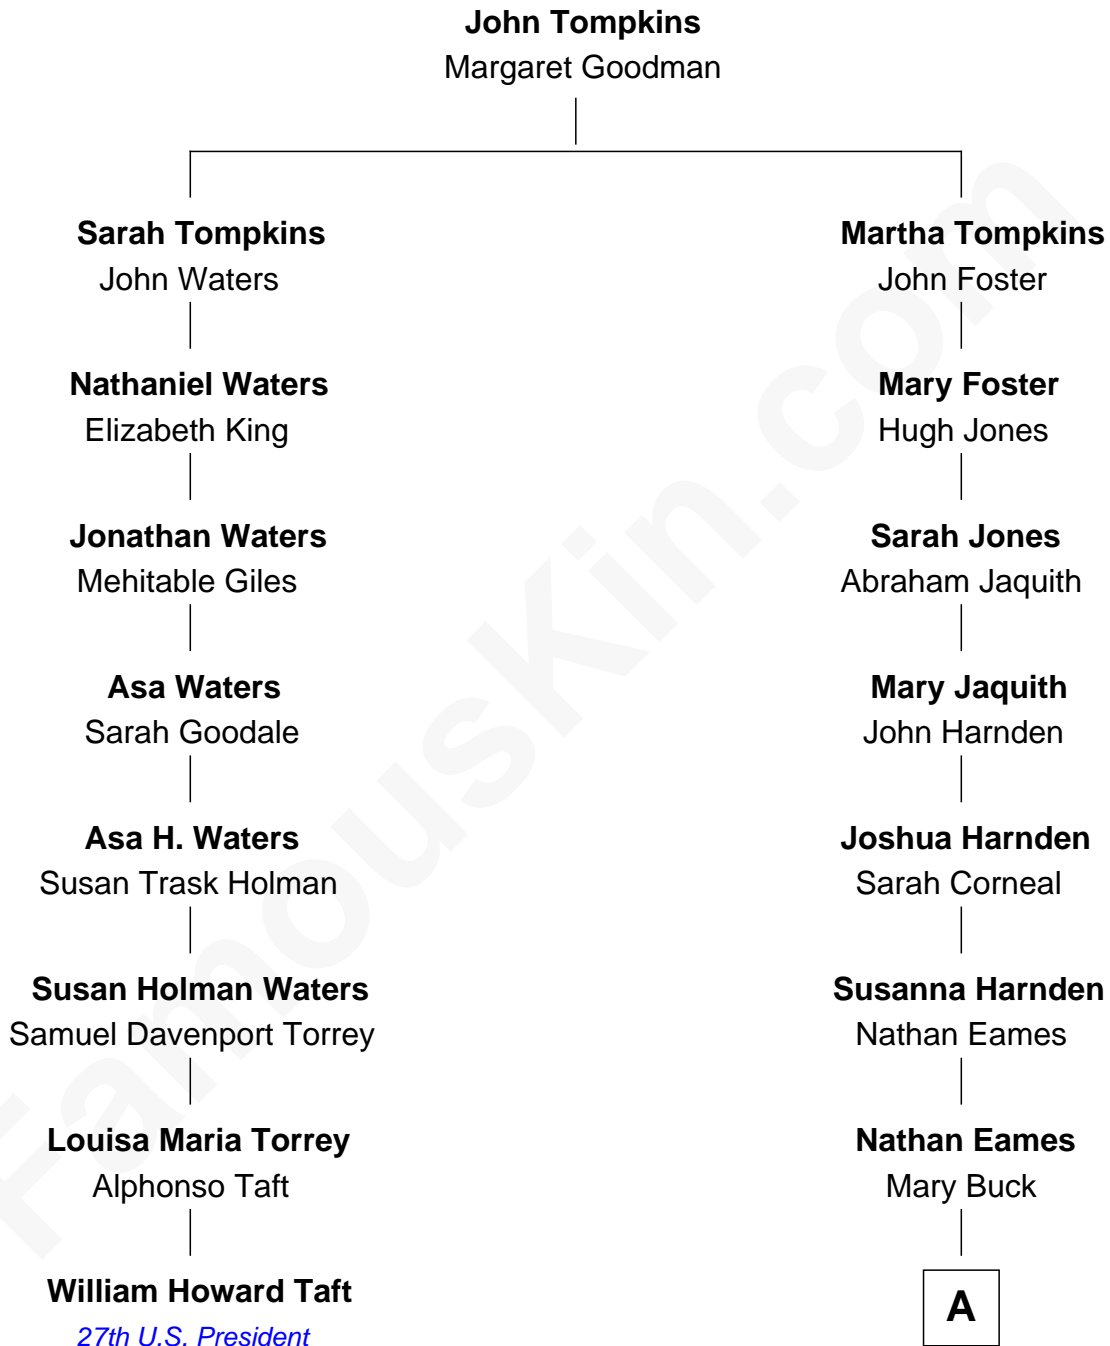 John Tompkins
Margaret Goodman
Sarah Tompkins
John Waters
Martha Tompkins
John Foster
Nathaniel Waters
Elizabeth King
Mary Foster
Hugh Jones
Jonathan Waters
Mehitable Giles
Sarah Jones
Abraham Jaquith
Asa Waters
Sarah Goodale
Mary Jaquith
John Harnden
Asa H. Waters
Susan Trask Holman
Joshua Harnden
Sarah Corneal
Susan Holman Waters
Samuel Davenport Torrey
Susanna Harnden
Nathan Eames
Louisa Maria Torrey
Alphonso Taft
Nathan Eames
Mary Buck
William Howard Taft
27th U.S. President
A
FamousKin.com